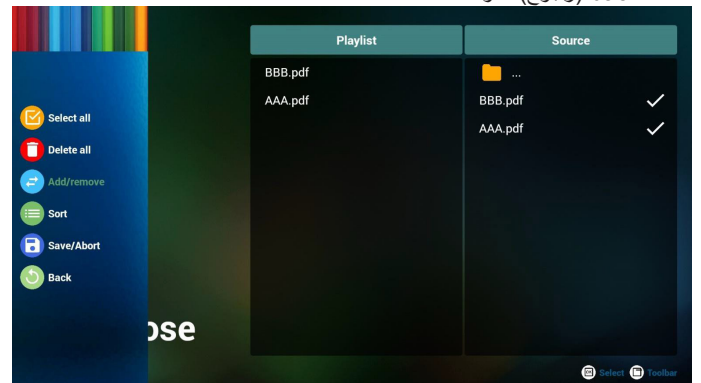 Playlist
Source
BBB.pdf
AAA.pdf
...
BBB.pdf
AAA.pdf
Select all
Delete all
Add/remove
Sort
Save/Abort
Back
ose
Select
Toolbar